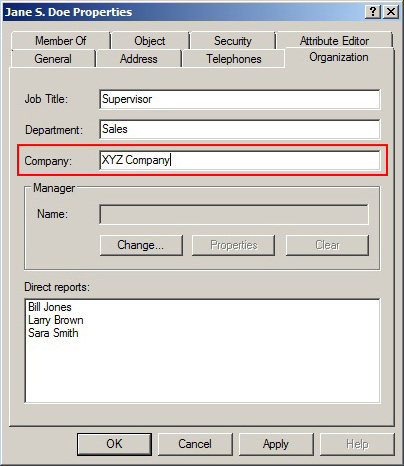 Jane S. Doe Properties
Member Of Object Security Attribute Editor
General Address Telephones Organization
Job Title: Supervisor
Department: Sales
Company: XYZ Company
Manager
Name:
Change... Properties Clear
Direct reports:
Bill Jones
Larry Brown
Sara Smith
OK Cancel Apply Help